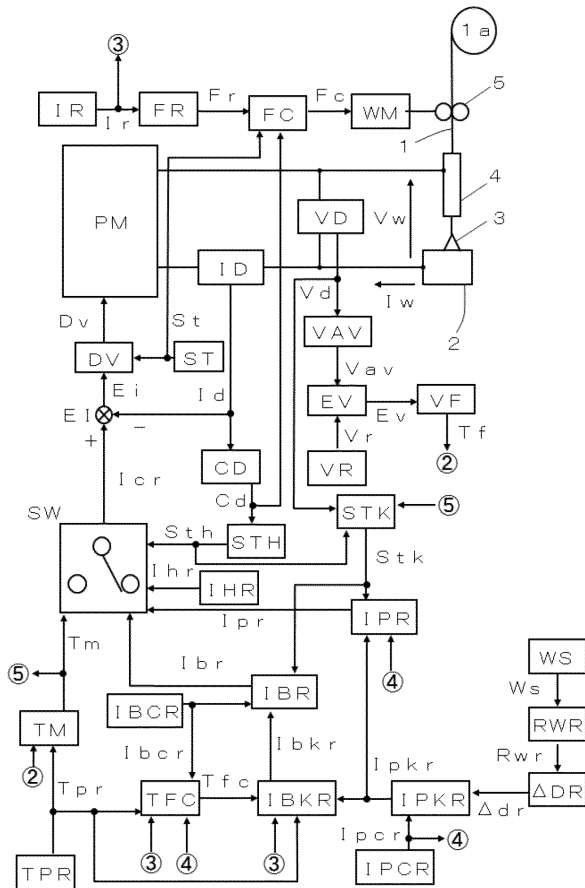 1a
③
5
IR
Ir
FR
Fr
FC
Fc
WM
1
4
PM
VD
Vw
3
ID
Vd
Iw
2
Dv
St
VAV
DV
ST
Vav
Ei
Id
EV
Ev
VF
EI
+
−
Vr
Tf
②
CD
VR
Icr
Cd
⑤
SW
STK
Sth
STH
Stk
Ihr
IHR
Ipr
IPR
Tm
④
WS
⑤
Ibr
IBR
Ws
IBCR
TM
RWR
Ibcr
Ibkr
②
Rwr
Ipkr
Tpr
Tfc
TFC
IBKR
IPKR
ΔDR
Δdr
Ipcr
③
④
③
④
TPR
IPCR